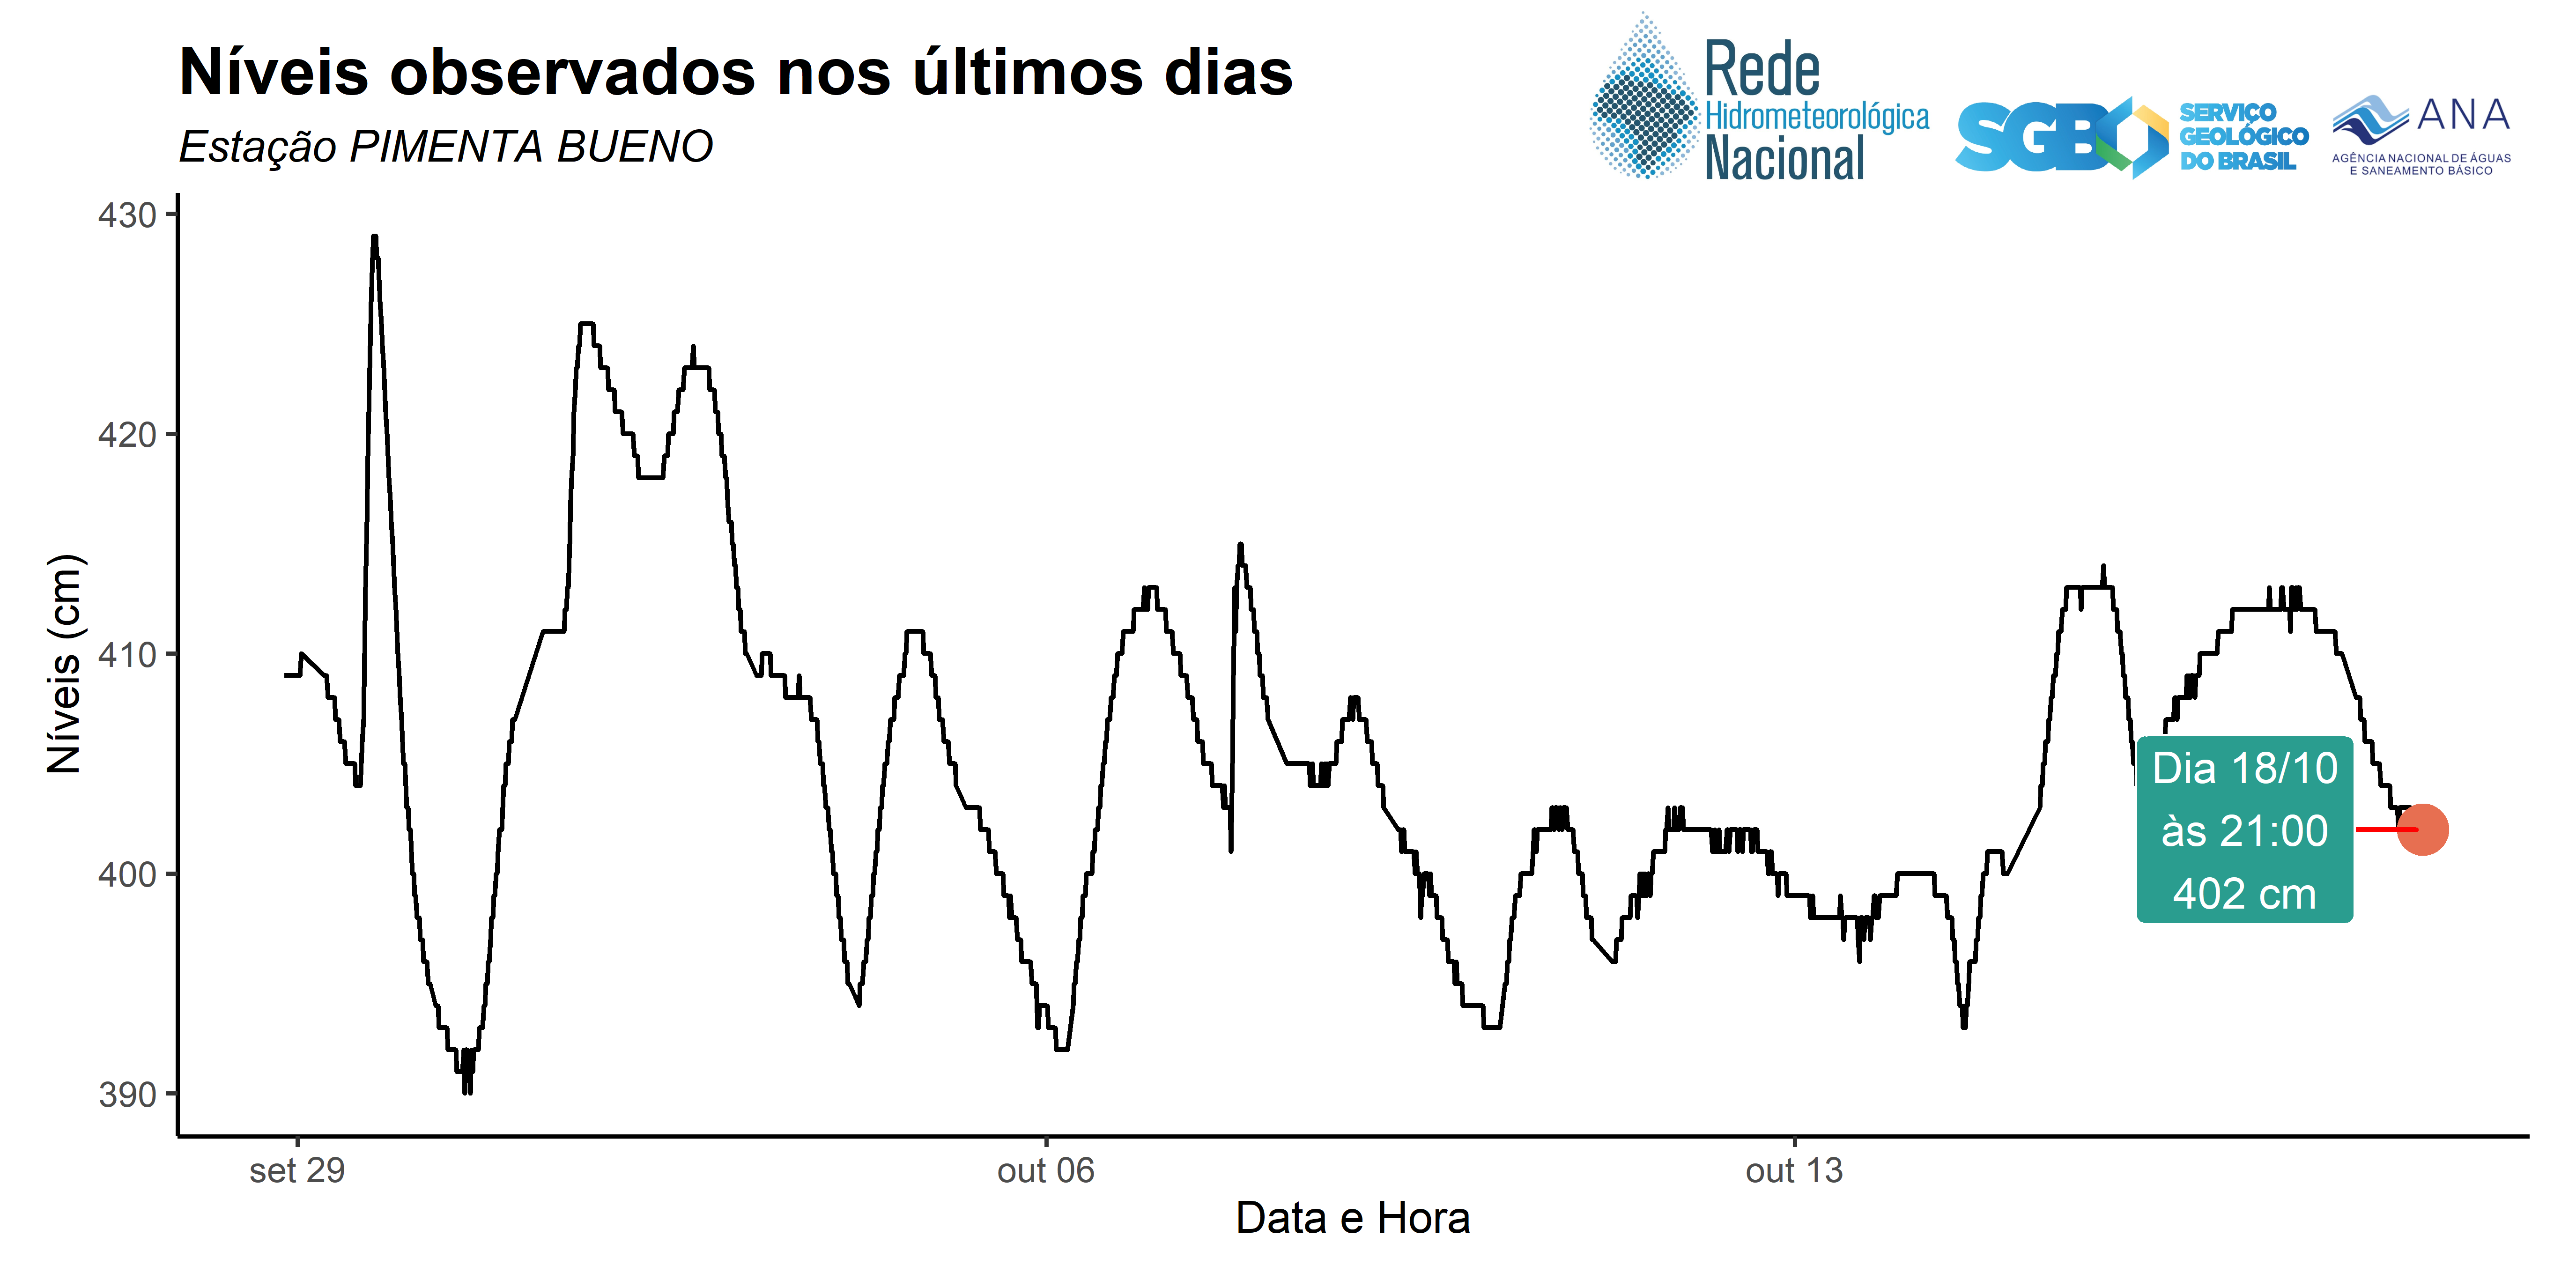 Níveis observados nos últimos dias
Estação PIMENTA BUENO
Rede
Hidrometeorológica
Nacional
SGB
SERVIÇO
GEOLÓGICO
DO BRASIL
ANA
AGÊNCIA NACIONAL DE ÁGUAS
E SANEAMENTO BÁSICO
Níveis (cm)
430
420
410
400
390
Dia 18/10
às 21:00
402 cm
set 29
out 06
out 13
Data e Hora